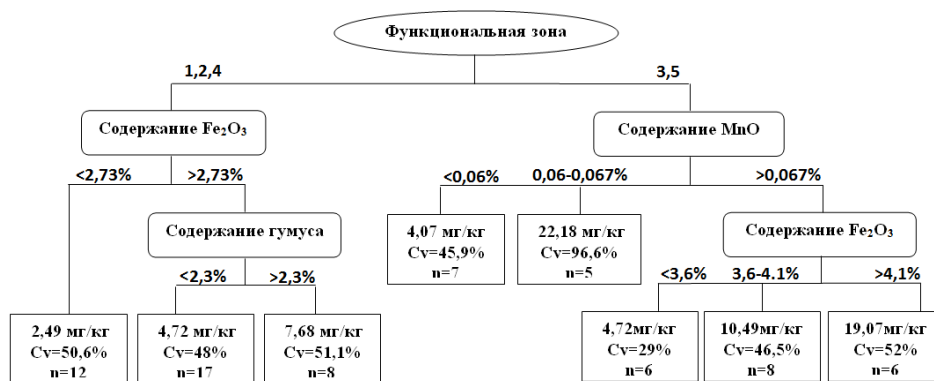 Функциональная зона
1,2,4
3,5
Содержание Fe₂O₃
Содержание MnO
<2,73%
>2,73%
<0,06%
0,06-0,067%
>0,067%
Содержание гумуса
4,07 мг/кг
Cv=45,9%
n=7
22,18 мг/кг
Cv=96,6%
n=5
Содержание Fe₂O₃
<2,3%
>2,3%
<3,6%
3,6-4.1%
>4,1%
2,49 мг/кг
Cv=50,6%
n=12
4,72 мг/кг
Cv=48%
n=17
7,68 мг/кг
Cv=51,1%
n=8
4,72мг/кг
Cv=29%
n=6
10,49мг/кг
Cv=46,5%
n=8
19,07мг/кг
Cv=52%
n=6